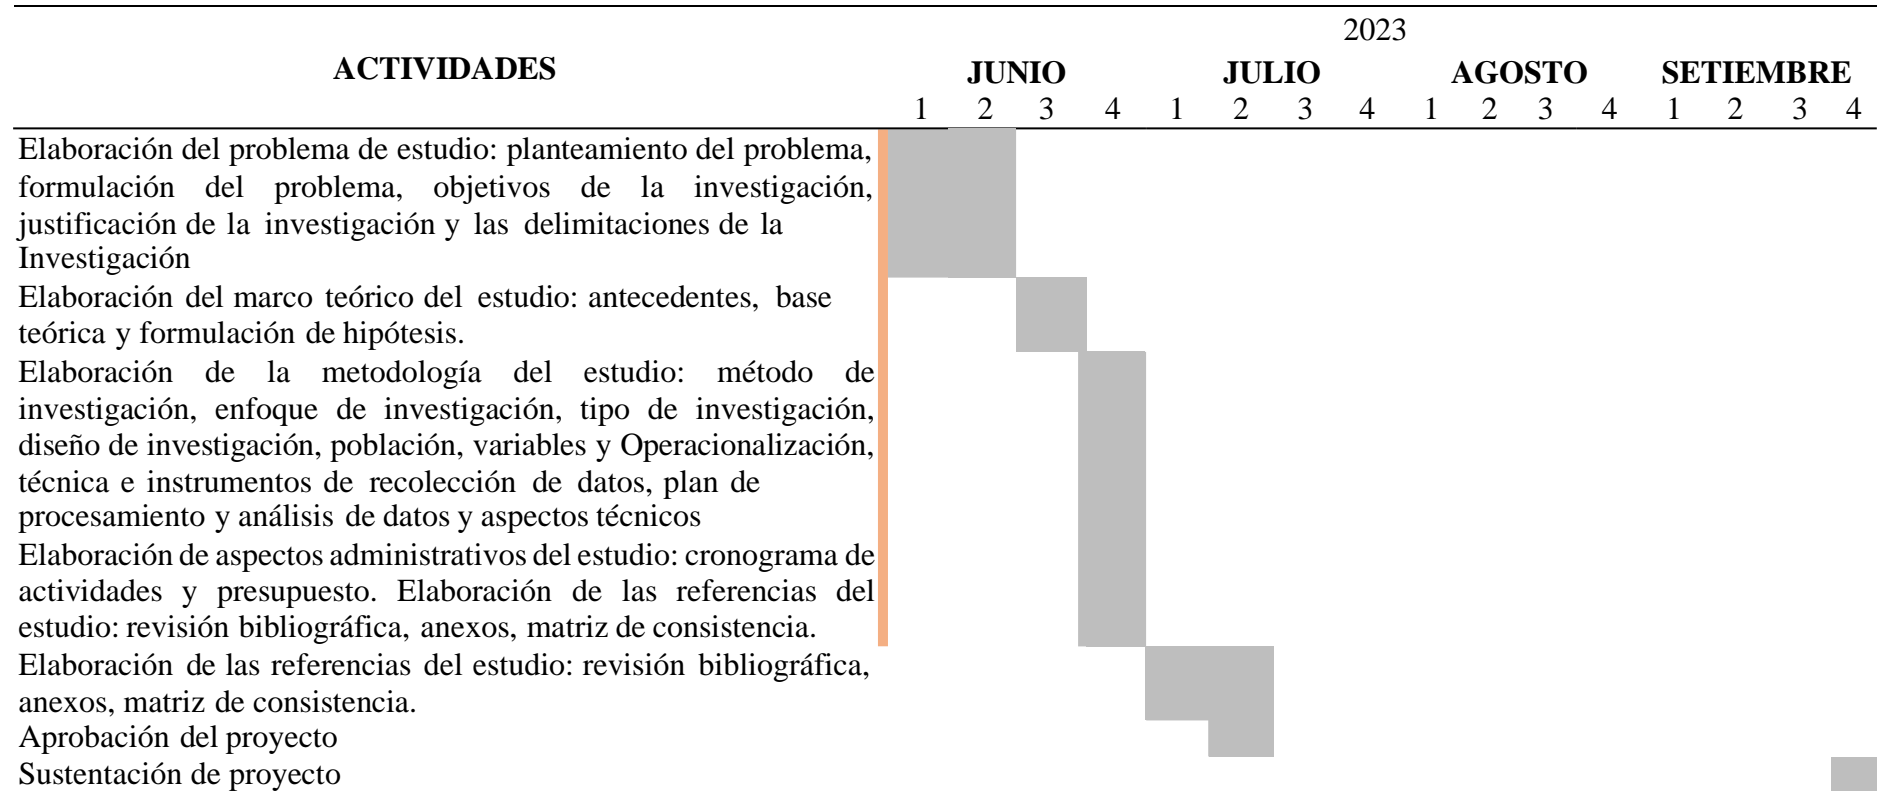 2023
ACTIVIDADES JUNIO JULIO AGOSTO SETIEMBRE
1 2 3 4 1 2 3 4 1 2 3 4 1 2 3 4
Elaboración del problema de estudio: planteamiento del problema,
formulación del problema, objetivos de la investigación,
justificación de la investigación y las delimitaciones de la
Investigación
Elaboración del marco teórico del estudio: antecedentes, base
teórica y formulación de hipótesis.
Elaboración de la metodología del estudio: método de
investigación, enfoque de investigación, tipo de investigación,
diseño de investigación, población, variables y Operacionalización,
técnica e instrumentos de recolección de datos, plan de
procesamiento y análisis de datos y aspectos técnicos
Elaboración de aspectos administrativos del estudio: cronograma de
actividades y presupuesto. Elaboración de las referencias del
estudio: revisión bibliográfica, anexos, matriz de consistencia.
Elaboración de las referencias del estudio: revisión bibliográfica,
anexos, matriz de consistencia.
Aprobación del proyecto
Sustentación de proyecto